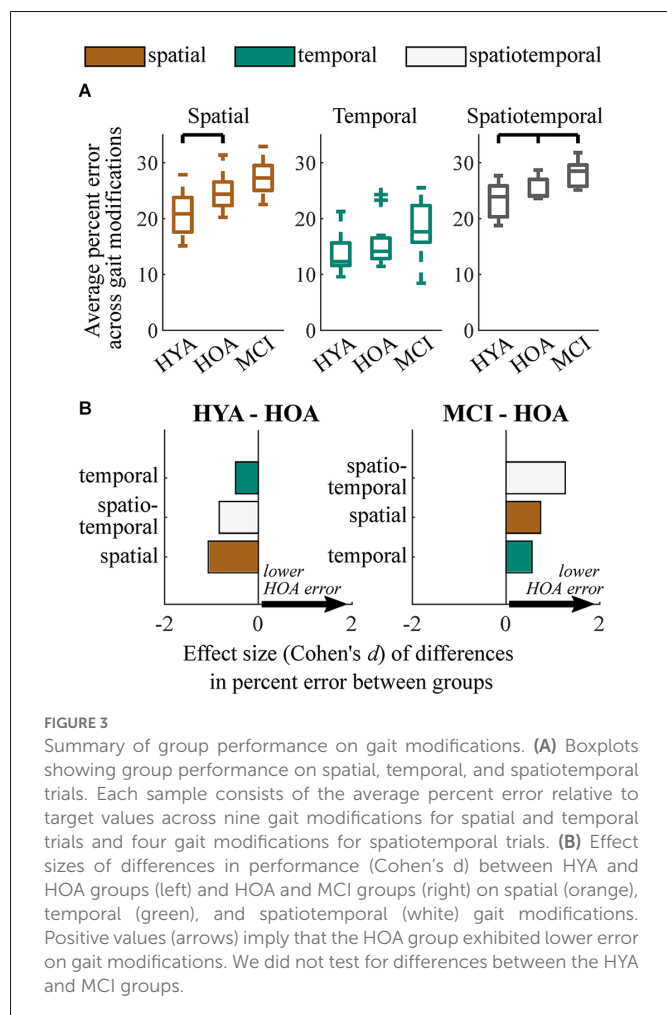 spatial temporal spatiotemporal
A
Spatial Temporal Spatiotemporal
Average percent error
across gait modifications
30 30 30
20 20 20
10 10 10
0 0 0
HYA HOA MCI HYA HOA MCI HYA HOA MCI
B
HYA - HOA MCI - HOA
temporal
spatio-
temporal
spatial
lower
HOA error
-2 0 2
spatio-
temporal
spatial
temporal
lower
HOA error
-2 0 2
Effect size (Cohen's d) of differences
in percent error between groups
FIGURE 3
Summary of group performance on gait modifications. (A) Boxplots
showing group performance on spatial, temporal, and spatiotemporal
trials. Each sample consists of the average percent error relative to
target values across nine gait modifications for spatial and temporal
trials and four gait modifications for spatiotemporal trials. (B) Effect
sizes of differences in performance (Cohen's d) between HYA and
HOA groups (left) and HOA and MCI groups (right) on spatial (orange),
temporal (green), and spatiotemporal (white) gait modifications.
Positive values (arrows) imply that the HOA group exhibited lower error
on gait modifications. We did not test for differences between the HYA
and MCI groups.